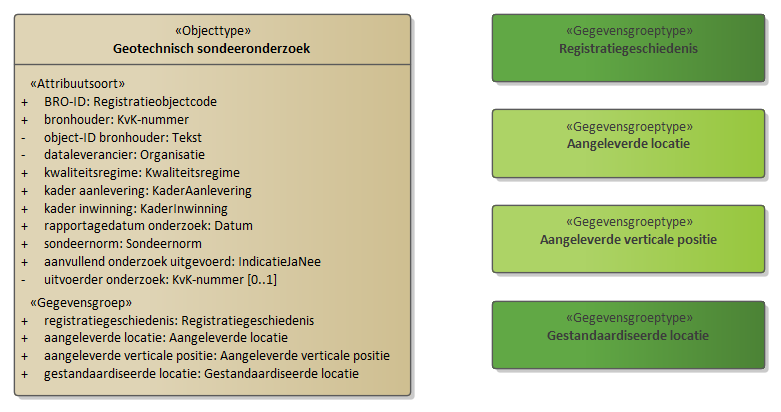 «Objecttype»
Geotechnisch sondeeronderzoek
«Attribuutsoort»
+ BRO-ID: Registratieobjectcode
+ bronhouder: KvK-nummer
- object-ID bronhouder: Tekst
- dataleverancier: Organisatie
+ kwaliteitsregime: Kwaliteitsregime
+ kader aanlevering: KaderAanlevering
+ kader inwinning: KaderInwinning
+ rapportagedatum onderzoek: Datum
+ sondeernorm: Sondeernorm
+ aanvullend onderzoek uitgevoerd: IndicatieJaNee
- uitvoerder onderzoek: KvK-nummer [0..1]
«Gegevensgroep»
+ registratiegeschiedenis: Registratiegeschiedenis
+ aangeleverde locatie: Aangeleverde locatie
+ aangeleverde verticale positie: Aangeleverde verticale positie
+ gestandaardiseerde locatie: Gestandaardiseerde locatie
«Gegevensgroeptype»
Registratiegeschiedenis
«Gegevensgroeptype»
Aangeleverde locatie
«Gegevensgroeptype»
Aangeleverde verticale positie
«Gegevensgroeptype»
Gestandaardiseerde locatie